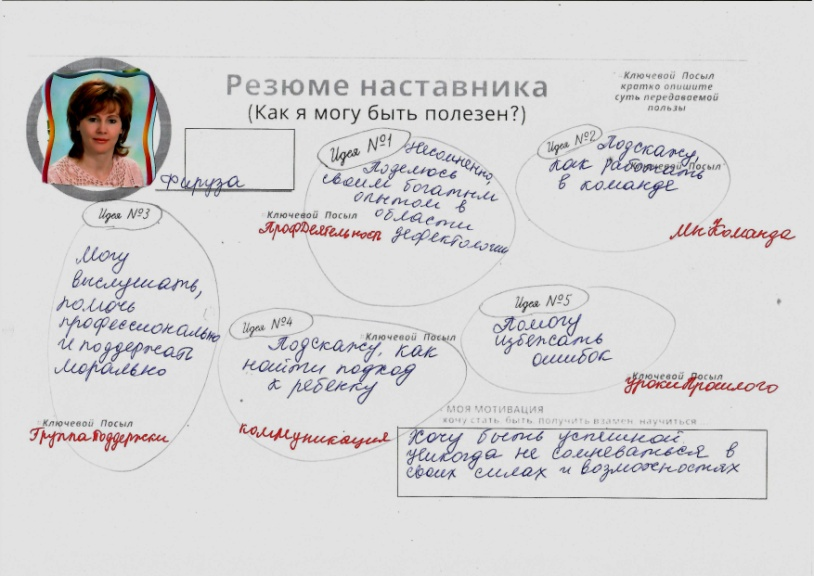 Резюме наставника
(Как я могу быть полезен?)
Ключевой Посыл
кратко опишите
суть передаваемой
пользы
Фируза
Идея №1
Несомненно,
Поделюсь
своим богатым
опытом в
области
дефектологии
Ключевой Посыл
ПрофДеятельность
Идея №2
Подскажу,
как работать
в команде
Ключевой Посыл
МыКоманда
Идея №3
Могу
выслушать,
помочь
профессионально
и поддержать
морально
Ключевой Посыл
ГруппаПоддержки
Идея №4
Ключевой Посыл
Подскажу, как
найти подход
к ребенку
коммуникация
Идея №5
Помогу
избежать
ошибок
Ключевой Посыл
урокиПрошлого
МОЯ МОТИВАЦИЯ
хочу стать, быть, получить взамен, научиться ...
Хочу быть успешной
никогда не сомневаться в
своих силах и возможностях